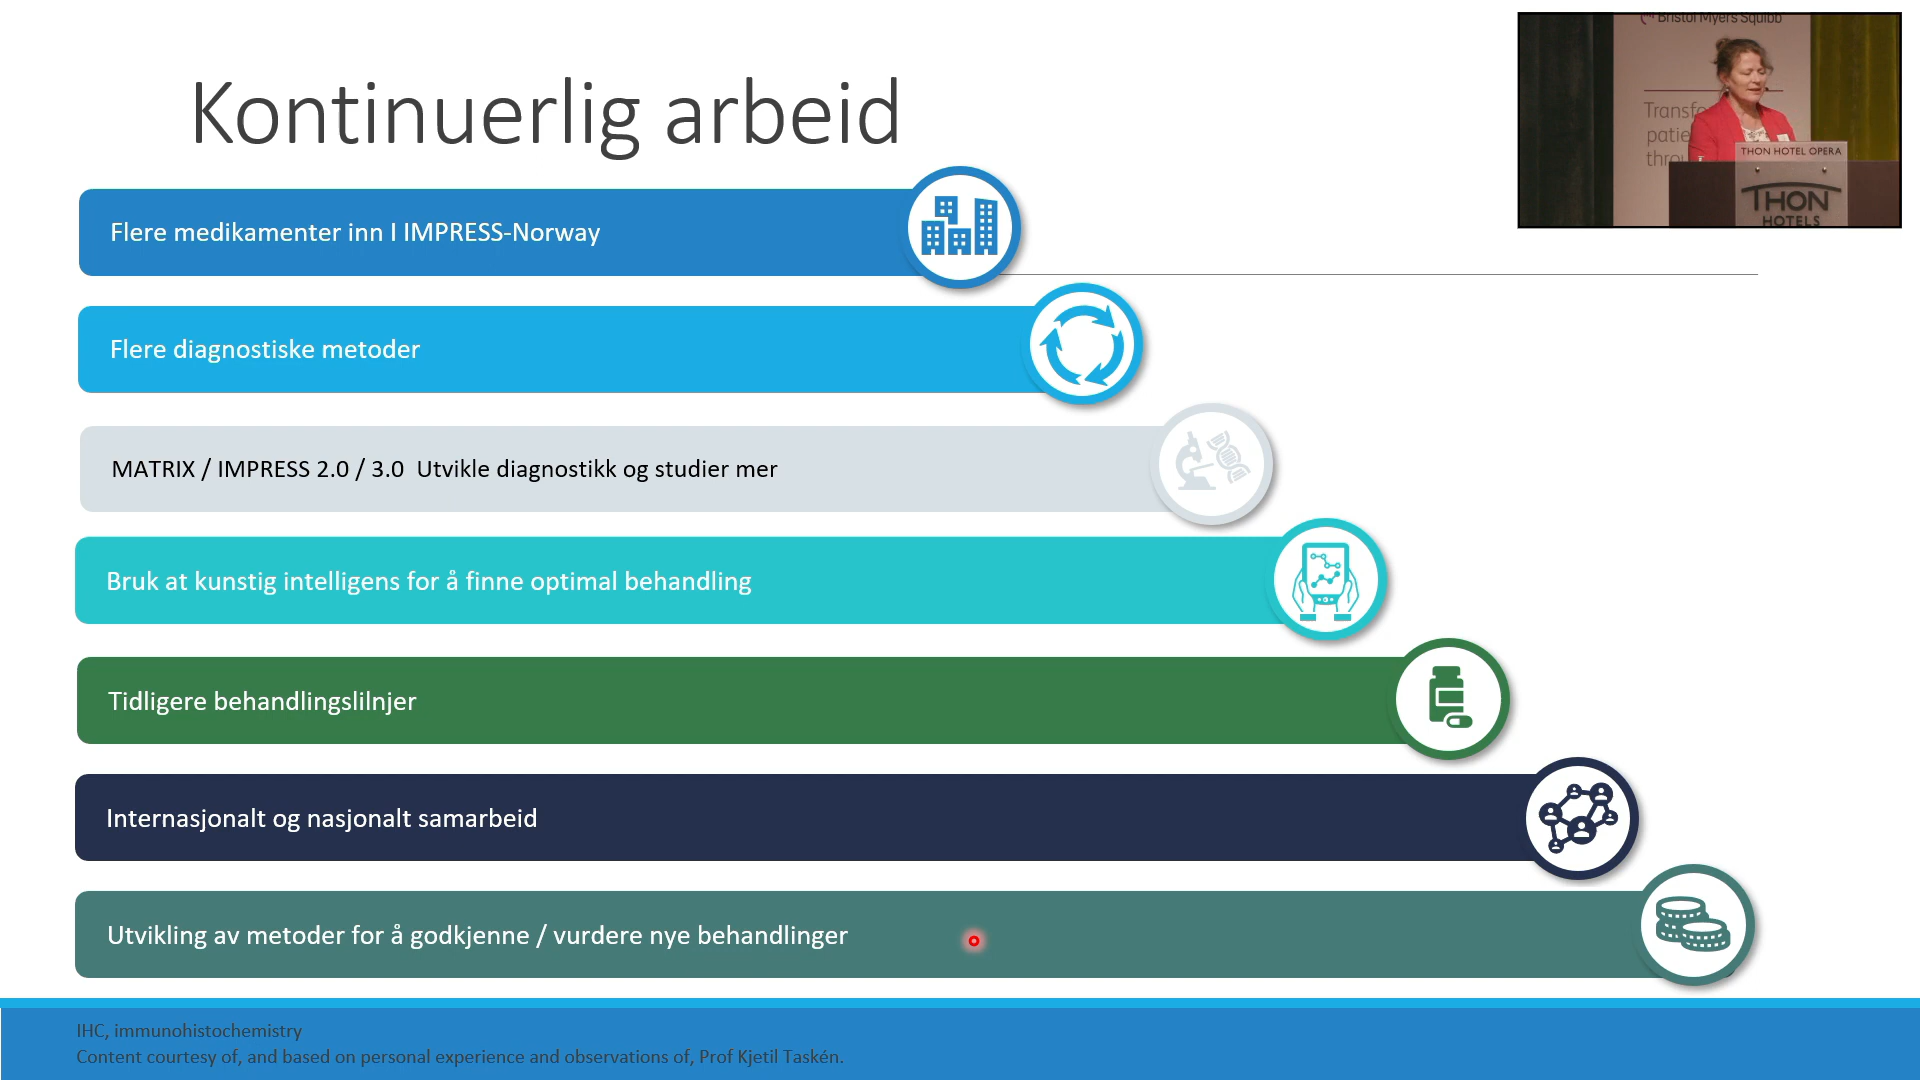 Kontinuerlig arbeid
Bristol Myers Squibb
Transfo
patie
thro
THON HOTEL OPERA
THON
HOTELS
Flere medikamenter inn I IMPRESS-Norway
Flere diagnostiske metoder
MATRIX / IMPRESS 2.0 / 3.0  Utvikle diagnostikk og studier mer
Bruk at kunstig intelligens for å finne optimal behandling
Tidligere behandlingslilnjer
Internasjonalt og nasjonalt samarbeid
Utvikling av metoder for å godkjenne / vurdere nye behandlinger
IHC, immunohistochemistry
Content courtesy of, and based on personal experience and observations of, Prof Kjetil Taskén.